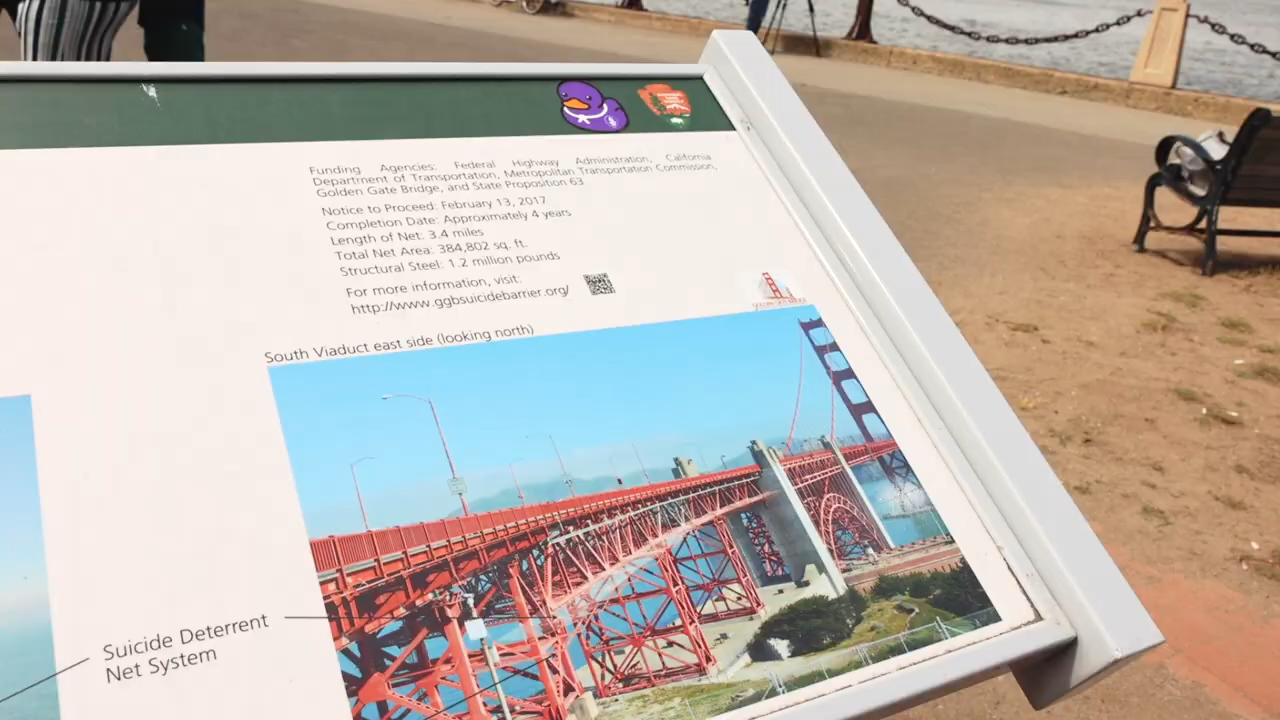 Funding Agencies: Federal Highway Administration, California
Department of Transportation, Metropolitan Transportation Commission,
Golden Gate Bridge, and State Proposition 63
Notice to Proceed: February 13, 2017
Completion Date: Approximately 4 years
Length of Net: 3.4 miles
Total Net Area: 384,802 sq. ft.
Structural Steel: 1.2 million pounds
For more information, visit:
http://www.ggbsuicidebarrier.org/
South Viaduct east side (looking north)
Suicide Deterrent
Net System